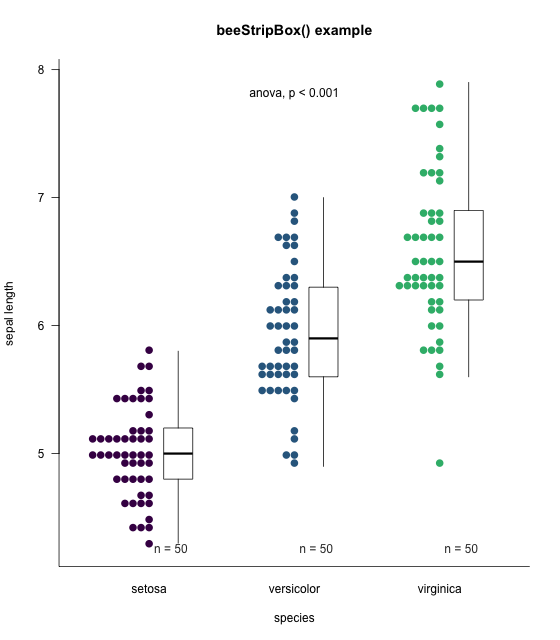 beeStripBox() example
anova, p < 0.001
8
7
6
5
sepal length
n = 50 n = 50 n = 50
setosa versicolor virginica
species